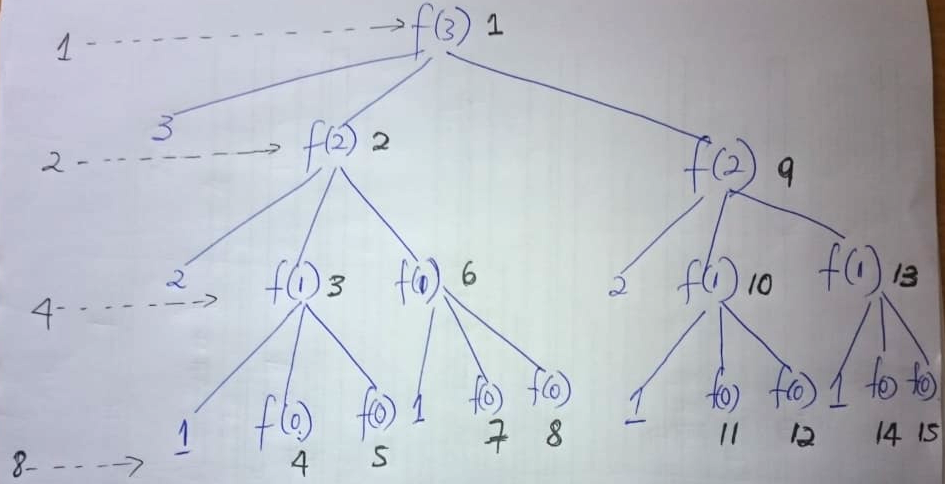 1 -------> f(3) 1
3
2 -------> f(2) 2 f(2) 9
2 f(1) 3 f(1) 6 2 f(1) 10 f(1) 13
4 -------> 
1 f(0) f(0) 1 f(0) f(0) 1 f(0) f(0) 1 f(0) f(0)
4 5 7 8 11 12 14 15
8 ------->